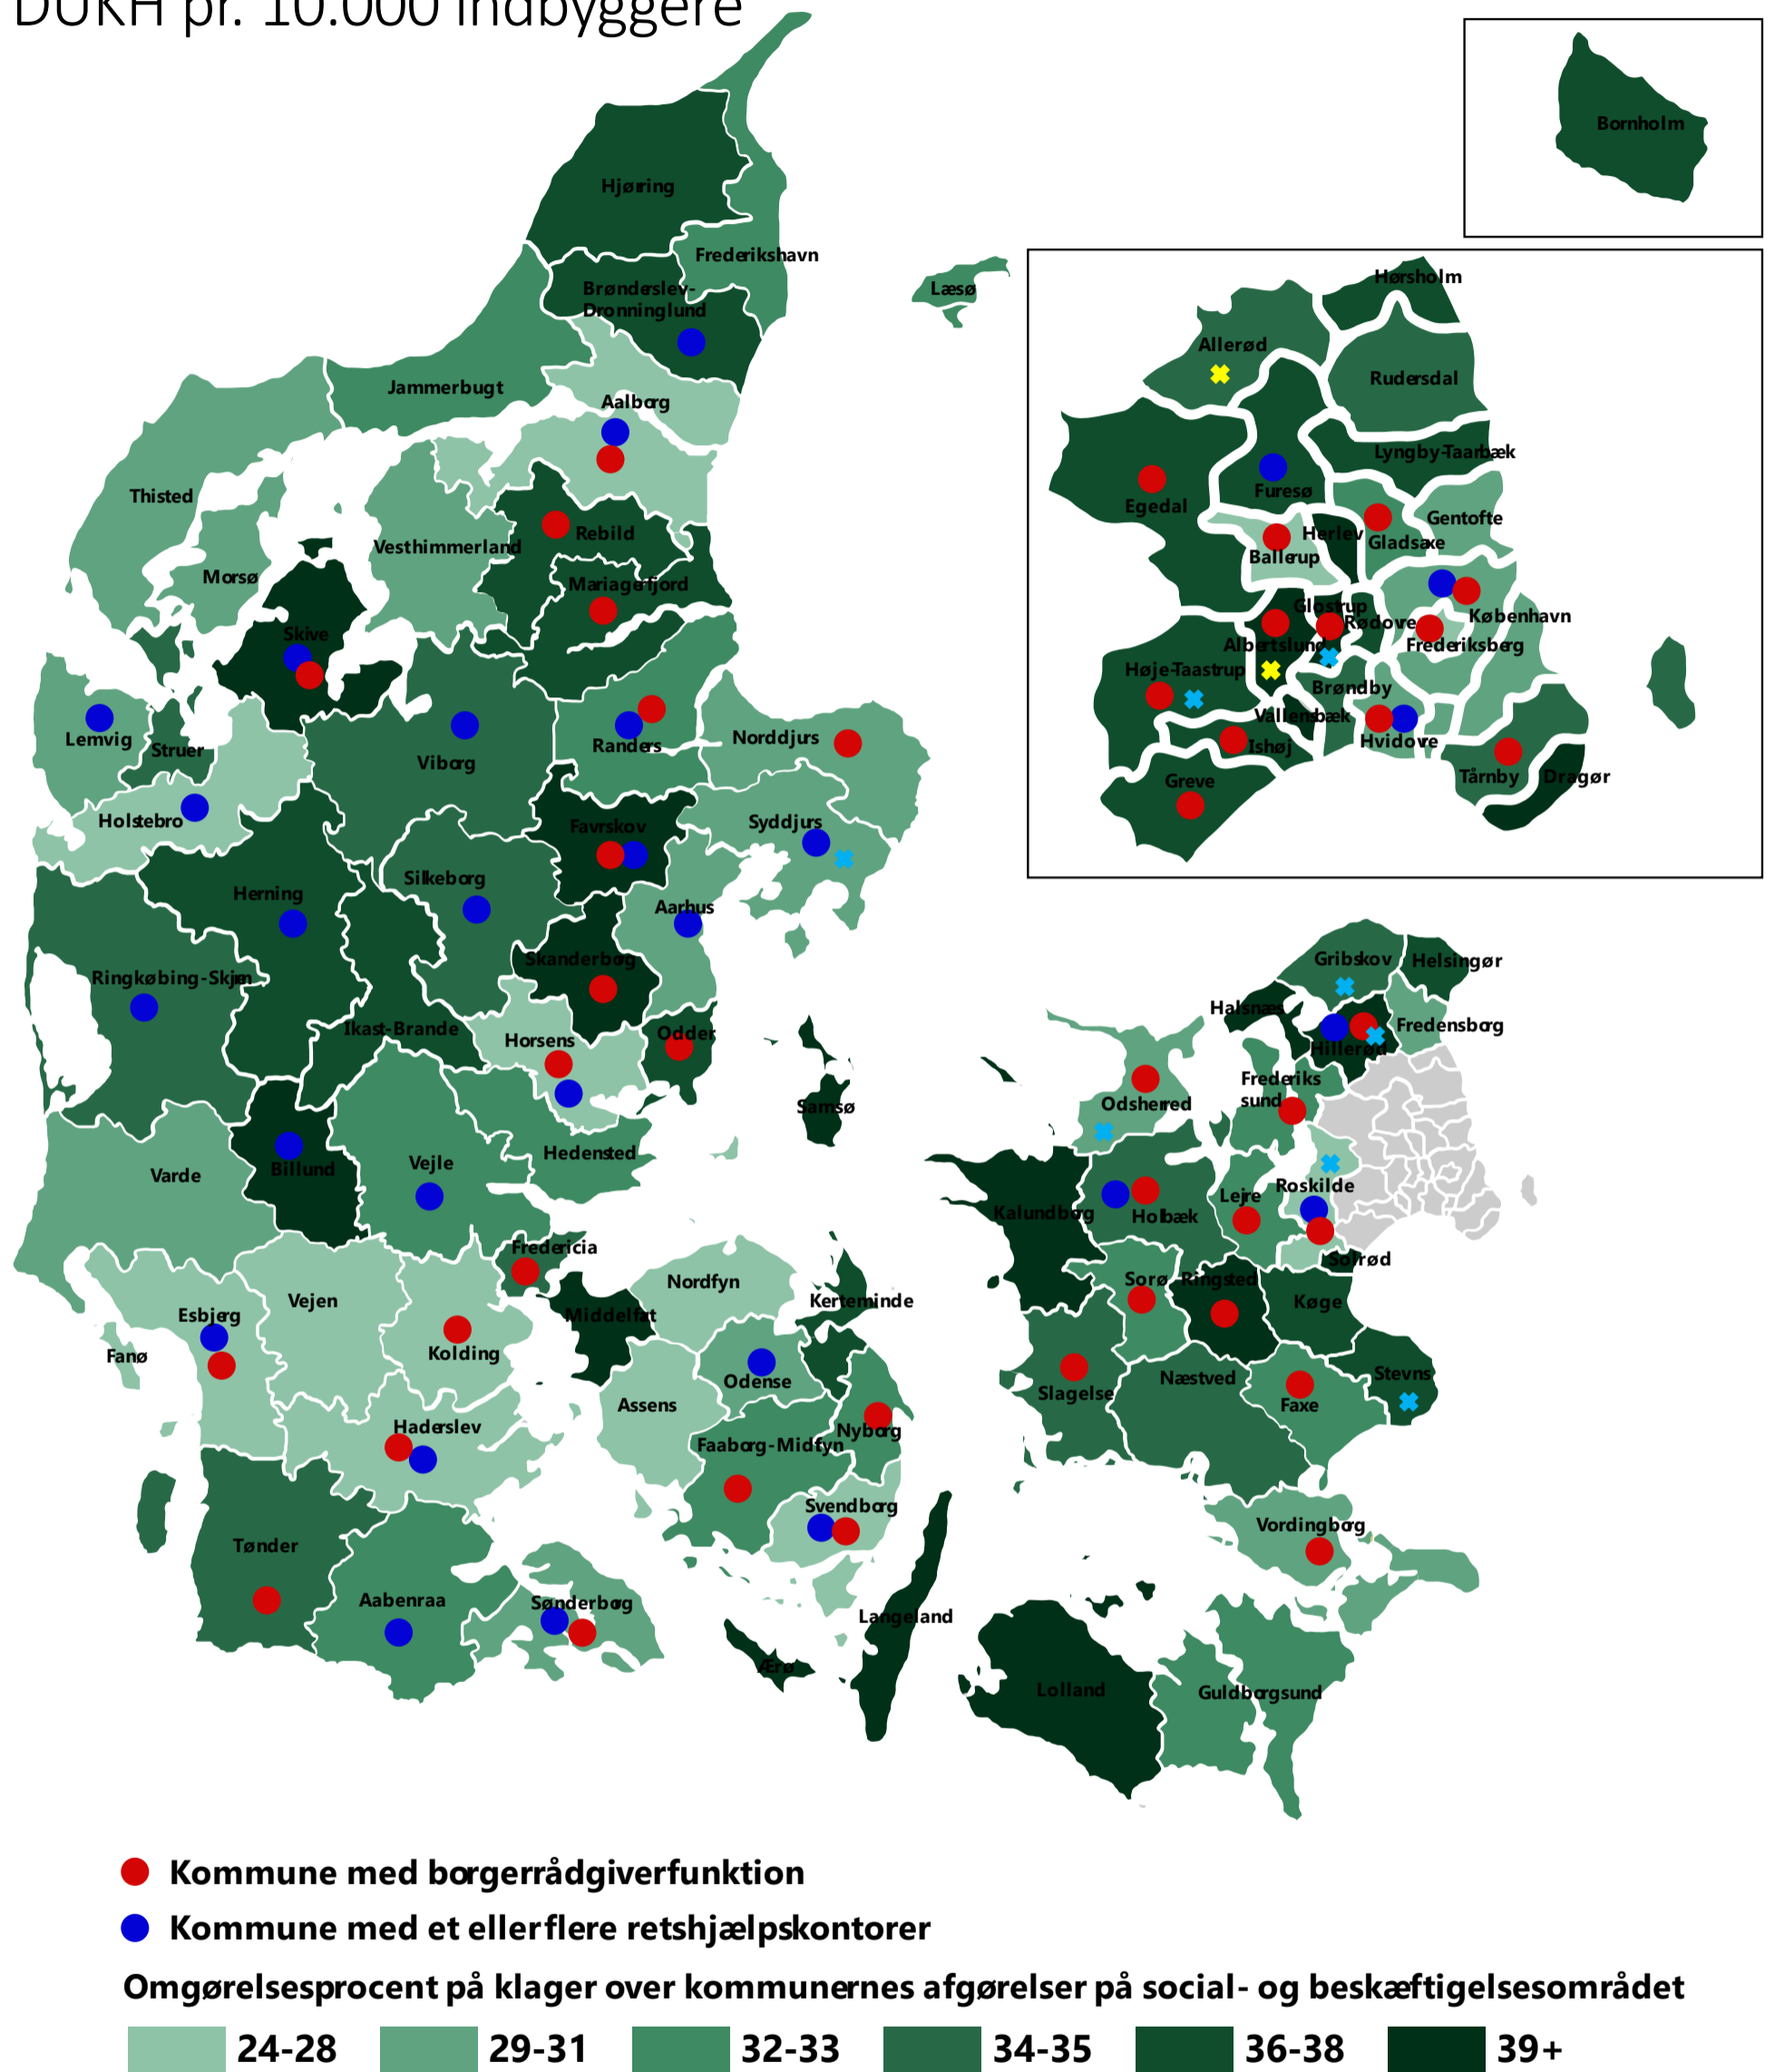 DUKH pr. 10.000 indbyggere
Bornholm
Hjørring
Frederikshavn
Læsø
Brønderslev-
Dronninglund
Jammerbugt
Aalborg
Thisted
Vesthimmerland
Rebild
Morsø
Mariagerfjord
Skive
Lemvig
Struer
Viborg
Randers
Norddjurs
Holstebro
Favrskov
Syddjurs
Herning
Silkeborg
Aarhus
Ringkøbing-Skjern
Skanderborg
Ikast-Brande
Horsens
Odder
Samsø
Varde
Billund
Vejle
Hedensted
Fredericia
Esbjerg
Vejen
Fanø
Kolding
Middelfart
Nordfyn
Kerteminde
Haderslev
Assens
Odense
Faaborg-Midtfyn
Nyborg
Svendborg
Tønder
Aabenraa
Sønderborg
Langeland
Ærø
Hørsholm
Allerød
Rudersdal
Lyngby-Taarbæk
Egedal
Furesø
Gentofte
Herlev
Gladsaxe
Ballerup
Glostrup
Rødovre
København
Albertslund
Frederiksberg
Høje-Taastrup
Brøndby
Vallensbæk
Hvidovre
Ishøj
Greve
Tårnby
Dragør
Gribskov
Helsingør
Halsnæs
Fredensborg
Hillerød
Frederiks
sund
Odsherred
Roskilde
Lejre
Kalundborg
Holbæk
Solrød
Sorø
Ringsted
Køge
Slagelse
Næstved
Stevns
Faxe
Vordingborg
Lolland
Guldborgsund
Kommune med borgerrådgiverfunktion
Kommune med et eller flere retshjælpskontorer
Omgørelsesprocent på klager over kommunernes afgørelser på social- og beskæftigelsesområdet
24-28 29-31 32-33 34-35 36-38 39+